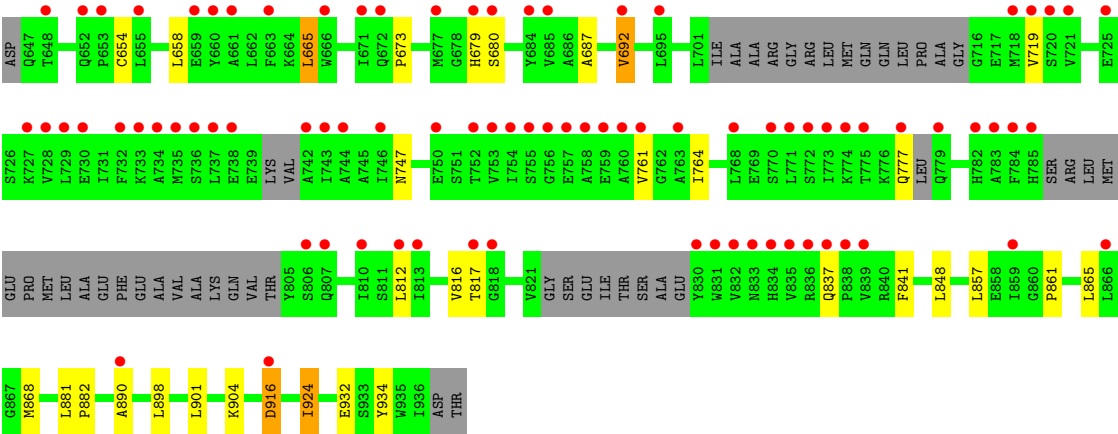 ASP Q647 T648 Q652 P653 C654 L655 L658 E659 Y660 A661 L662 F663 K664 L665 W666 I671 Q672 P673 M677 G678 H679 S680 Y684 V685 A686 A687 V692 L695 L701 ILE ALA ALA ARG GLY ARG LEU MET GLN GLN LEU PRO ALA GLY G716 E717 M718 V719 S720 V721 E725
S726 K727 V728 L729 E730 I731 F732 K733 A734 M735 S736 L737 E738 E739 LYS VAL A742 I743 A744 A745 I746 N747 E750 S751 T752 V753 I754 S755 G756 E757 A758 E759 A760 V761 G762 A763 I764 L768 E769 S770 L771 S772 I773 K774 T775 K776 Q777 LEU Q779 H782 A783 F784 H785 SER ARG LEU MET
GLU PRO MET LEU ALA GLU PHE GLU ALA VAL ALA LYS GLN VAL THR Y805 S806 Q807 I810 S811 L812 I813 V816 T817 G818 V821 GLY SER GLU ILE THR SER ALA GLU Y830 W831 V832 N833 H834 V835 R836 Q837 P838 V839 R840 F841 L848 L857 E858 I859 G860 P861 L865 L866
G867 M868 L881 P882 A890 L898 L901 K904 D916 I924 E932 S933 Y934 W935 I936 ASP THR